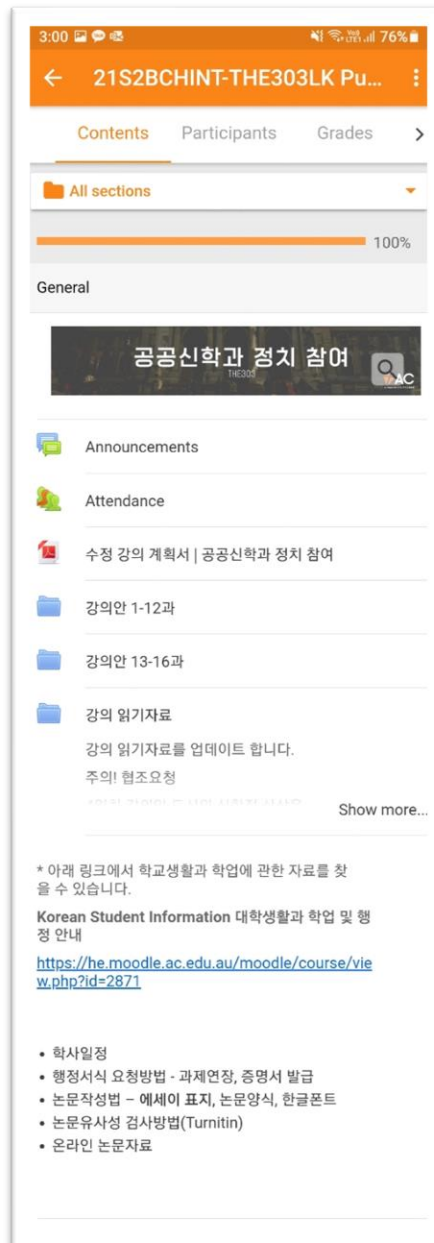 3:00 76%
21S2BCHINT-THE303LK Pu...
Contents Participants Grades
All sections
100%
General
공공신학과 정치 참여
THE303
AC
Announcements
Attendance
수정 강의 계획서 | 공공신학과 정치 참여
강의안 1-12과
강의안 13-16과
강의 읽기자료
강의 읽기자료를 업데이트 합니다.
주의! 협조요청
Show more...
* 아래 링크에서 학교생활과 학업에 관한 자료를 찾
을 수 있습니다.
Korean Student Information 대학생활과 학업 및 행
정 안내
https://he.moodle.ac.edu.au/moodle/course/vie
w.php?id=2871
• 학사일정
• 행정서식 요청방법 - 과제연장, 증명서 발급
• 논문작성법 – 에세이 표지, 논문양식, 한글폰트
• 논문유사성 검사방법(Turnitin)
• 온라인 논문자료